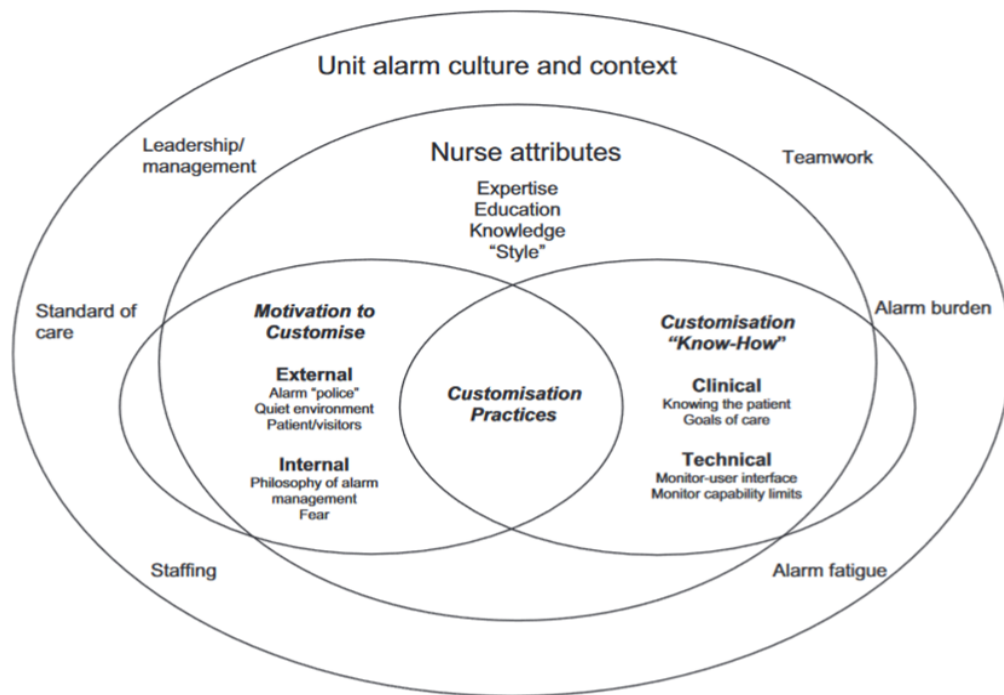 Unit alarm culture and context
Leadership/
management
Teamwork
Nurse attributes
Expertise
Education
Knowledge
“Style”
Standard of
care
Alarm burden
Motivation to
Customise
External
Alarm “police”
Quiet environment
Patient/visitors
Internal
Philosophy of alarm
management
Fear
Customisation
Practices
Customisation
“Know-How”
Clinical
Knowing the patient
Goals of care
Technical
Monitor-user interface
Monitor capability limits
Staffing
Alarm fatigue